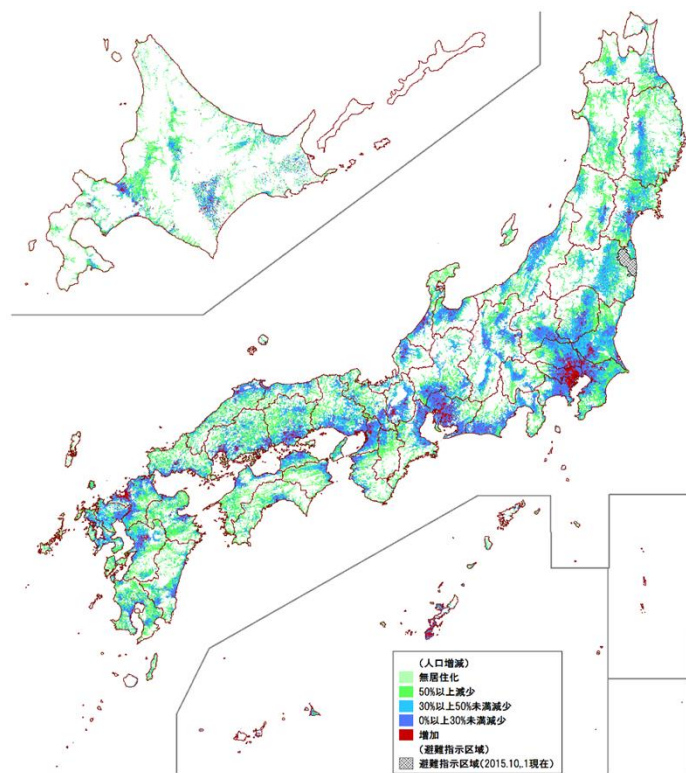 (人口増減)
無居住化
50%以上減少
30%以上50%未満減少
0%以上30%未満減少
増加
(避難指示区域)
避難指示区域(2015.10,.1現在)